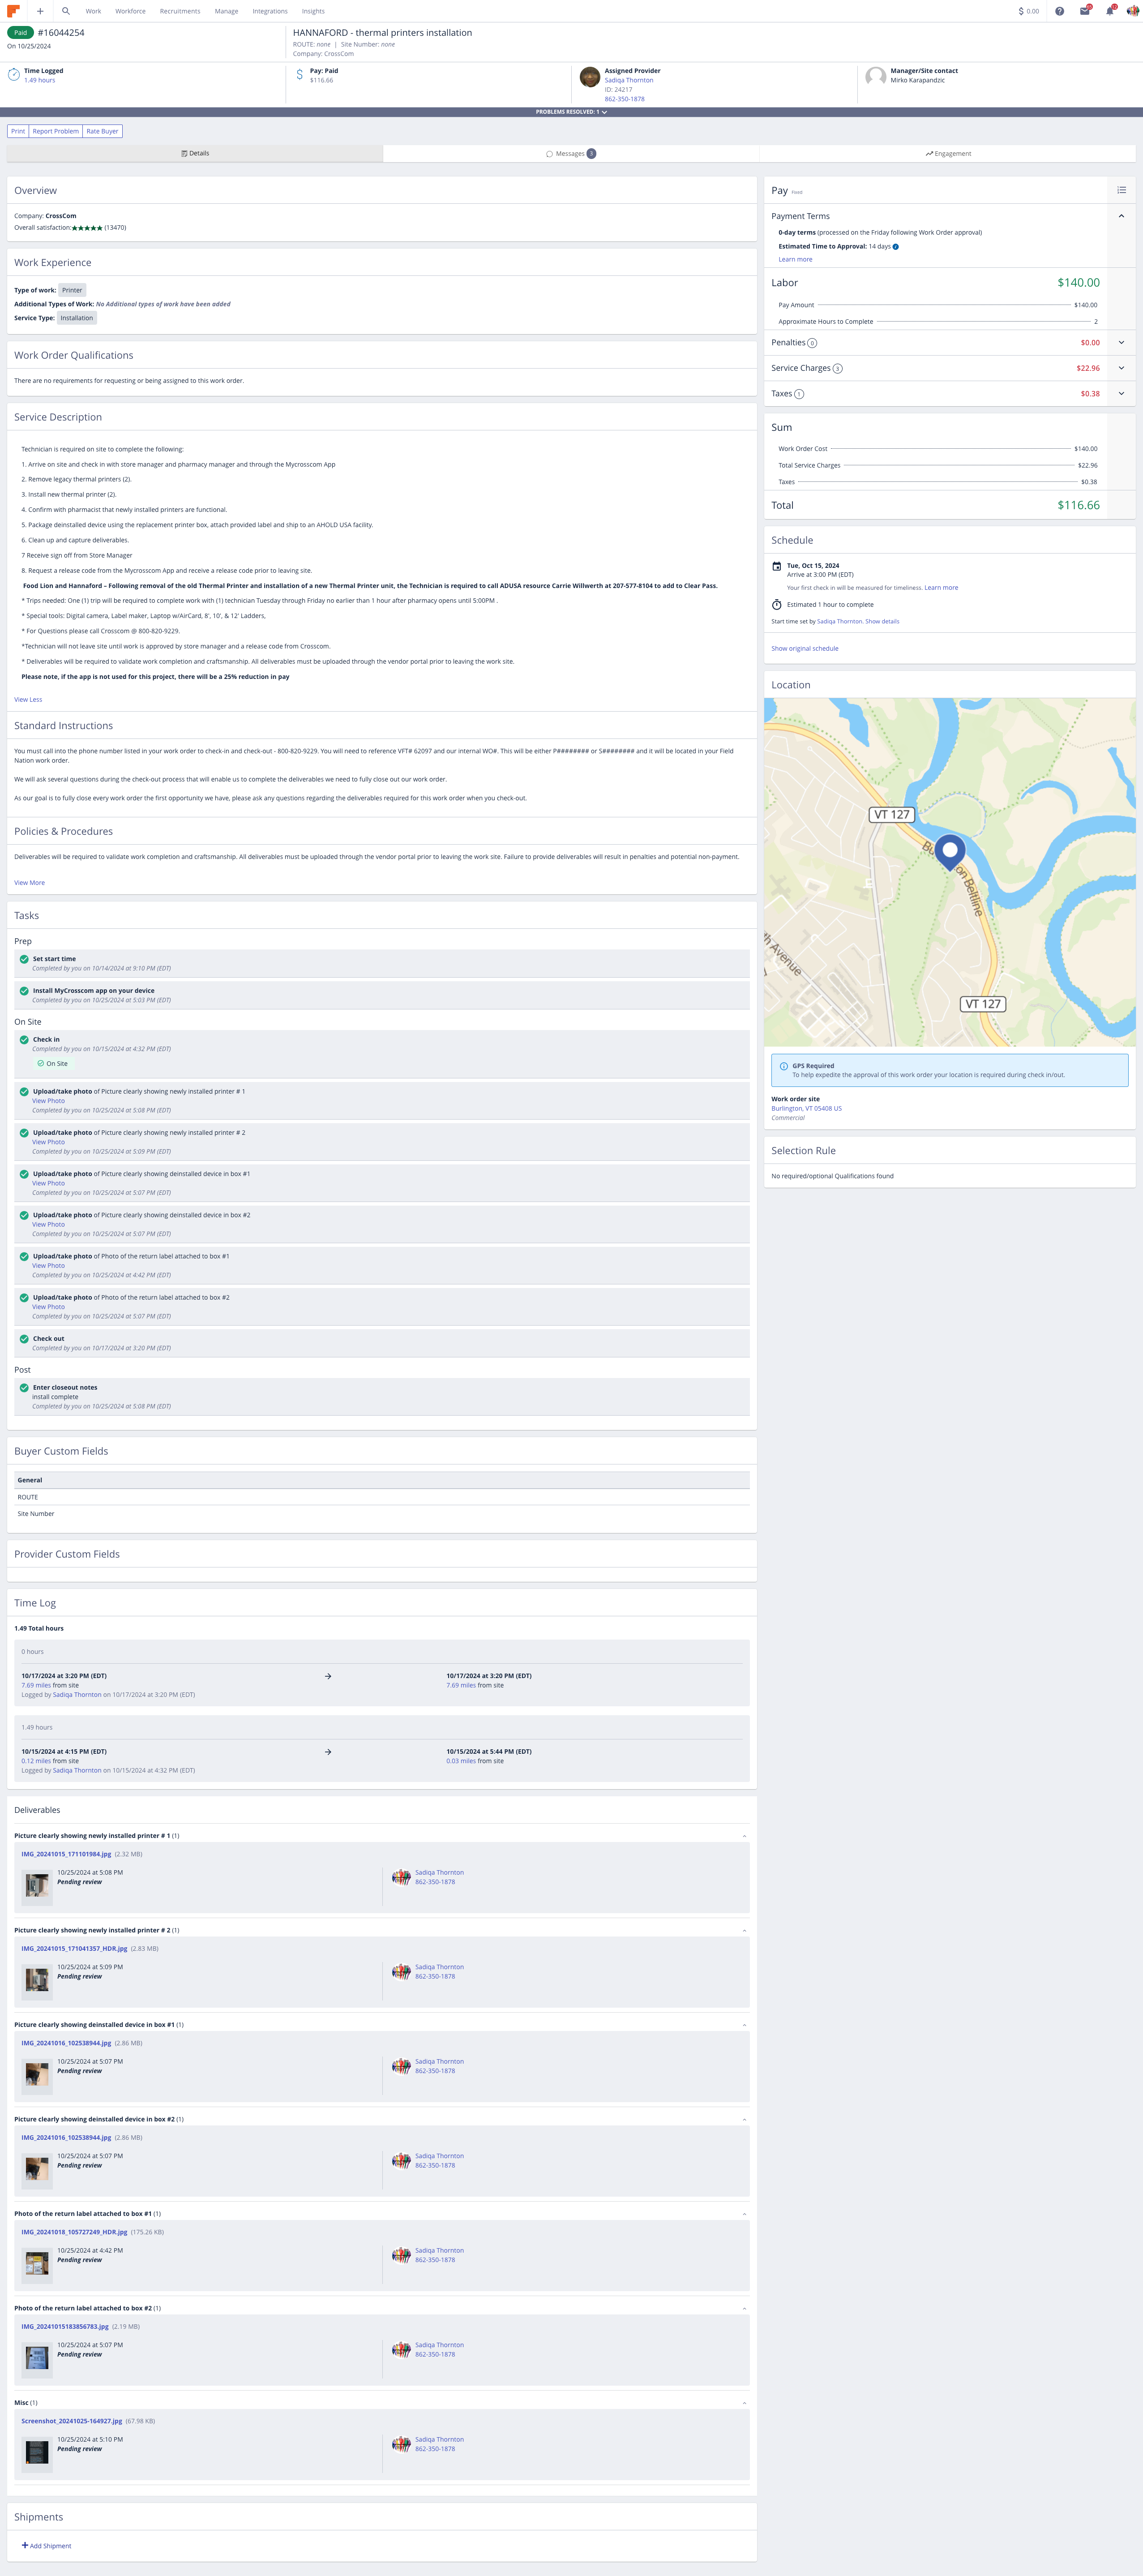 Work Workforce Recruitments Manage Integrations Insights
$ 0.00
Paid #16044254
On 10/25/2024
HANNAFORD - thermal printers installation
ROUTE: none | Site Number: none
Company: CrossCom
Time Logged
1.49 hours
Pay: Paid
$116.66
Assigned Provider
Sadiqa Thornton
ID: 24217
862-350-1878
Manager/Site contact
Mirko Karapandzic
PROBLEMS RESOLVED: 1
Print Report Problem Rate Buyer
Details
Messages 3
Engagement
Overview
Company: CrossCom
Overall satisfaction:★★★★★ (13470)
Work Experience
Type of work: Printer
Additional Types of Work: No Additional types of work have been added
Service Type: Installation
Work Order Qualifications
There are no requirements for requesting or being assigned to this work order.
Service Description
Technician is required on site to complete the following:
1. Arrive on site and check in with store manager and pharmacy manager and through the Mycrosscom App
2. Remove legacy thermal printers (2).
3. Install new thermal printer (2).
4. Confirm with pharmacist that newly installed printers are functional.
5. Package deinstalled device using the replacement printer box, attach provided label and ship to an AHOLD USA facility.
6. Clean up and capture deliverables.
7 Receive sign off from Store Manager
8. Request a release code from the Mycrosscom App and receive a release code prior to leaving site.
Food Lion and Hannaford – Following removal of the old Thermal Printer and installation of a new Thermal Printer unit, the Technician is required to call ADUSA resource Carrie Willwerth at 207-577-8104 to add to Clear Pass.
* Trips needed: One (1) trip will be required to complete work with (1) technician Tuesday through Friday no earlier than 1 hour after pharmacy opens until 5:00PM .
* Special tools: Digital camera, Label maker, Laptop w/AirCard, 8', 10', & 12' Ladders,
* For Questions please call Crosscom @ 800-820-9229.
*Technician will not leave site until work is approved by store manager and a release code from Crosscom.
* Deliverables will be required to validate work completion and craftsmanship. All deliverables must be uploaded through the vendor portal prior to leaving the work site.
Please note, if the app is not used for this project, there will be a 25% reduction in pay
View Less
Standard Instructions
You must call into the phone number listed in your work order to check-in and check-out - 800-820-9229. You will need to reference VFT# 62097 and our internal WO#. This will be either P######## or S######## and it will be located in your Field
Nation work order.
We will ask several questions during the check-out process that will enable us to complete the deliverables we need to fully close out our work order.
As our goal is to fully close every work order the first opportunity we have, please ask any questions regarding the deliverables required for this work order when you check-out.
Policies & Procedures
Deliverables will be required to validate work completion and craftsmanship. All deliverables must be uploaded through the vendor portal prior to leaving the work site. Failure to provide deliverables will result in penalties and potential non-payment.
View More
Tasks
Prep
Set start time
Completed by you on 10/14/2024 at 9:10 PM (EDT)
Install MyCrosscom app on your device
Completed by you on 10/25/2024 at 5:03 PM (EDT)
On Site
Check in
Completed by you on 10/15/2024 at 4:32 PM (EDT)
On Site
Upload/take photo of Picture clearly showing newly installed printer # 1
View Photo
Completed by you on 10/25/2024 at 5:08 PM (EDT)
Upload/take photo of Picture clearly showing newly installed printer # 2
View Photo
Completed by you on 10/25/2024 at 5:09 PM (EDT)
Upload/take photo of Picture clearly showing deinstalled device in box #1
View Photo
Completed by you on 10/25/2024 at 5:07 PM (EDT)
Upload/take photo of Picture clearly showing deinstalled device in box #2
View Photo
Completed by you on 10/25/2024 at 5:07 PM (EDT)
Upload/take photo of Photo of the return label attached to box #1
View Photo
Completed by you on 10/25/2024 at 4:42 PM (EDT)
Upload/take photo of Photo of the return label attached to box #2
View Photo
Completed by you on 10/25/2024 at 5:07 PM (EDT)
Check out
Completed by you on 10/17/2024 at 3:20 PM (EDT)
Post
Enter closeout notes
install complete
Completed by you on 10/25/2024 at 5:08 PM (EDT)
Buyer Custom Fields
General
ROUTE
Site Number
Provider Custom Fields
Time Log
1.49 Total hours
0 hours
10/17/2024 at 3:20 PM (EDT) → 10/17/2024 at 3:20 PM (EDT)
7.69 miles from site 7.69 miles from site
Logged by Sadiqa Thornton on 10/17/2024 at 3:20 PM (EDT)
1.49 hours
10/15/2024 at 4:15 PM (EDT) → 10/15/2024 at 5:44 PM (EDT)
0.12 miles from site 0.03 miles from site
Logged by Sadiqa Thornton on 10/15/2024 at 4:32 PM (EDT)
Deliverables
Picture clearly showing newly installed printer # 1 (1)
IMG_20241015_171101984.jpg (2.32 MB)
10/25/2024 at 5:08 PM Sadiqa Thornton
Pending review 862-350-1878
Picture clearly showing newly installed printer # 2 (1)
IMG_20241015_171041357_HDR.jpg (2.83 MB)
10/25/2024 at 5:09 PM Sadiqa Thornton
Pending review 862-350-1878
Picture clearly showing deinstalled device in box #1 (1)
IMG_20241016_102538944.jpg (2.86 MB)
10/25/2024 at 5:07 PM Sadiqa Thornton
Pending review 862-350-1878
Picture clearly showing deinstalled device in box #2 (1)
IMG_20241016_102538944.jpg (2.86 MB)
10/25/2024 at 5:07 PM Sadiqa Thornton
Pending review 862-350-1878
Photo of the return label attached to box #1 (1)
IMG_20241018_105727249_HDR.jpg (175.26 KB)
10/25/2024 at 4:42 PM Sadiqa Thornton
Pending review 862-350-1878
Photo of the return label attached to box #2 (1)
IMG_20241015183856783.jpg (2.19 MB)
10/25/2024 at 5:07 PM Sadiqa Thornton
Pending review 862-350-1878
Misc (1)
Screenshot_20241025-164927.jpg (67.98 KB)
10/25/2024 at 5:10 PM Sadiqa Thornton
Pending review 862-350-1878
Shipments
Add Shipment
Pay Fixed
Payment Terms
0-day terms (processed on the Friday following Work Order approval)
Estimated Time to Approval: 14 days
Learn more
Labor $140.00
Pay Amount $140.00
Approximate Hours to Complete 2
Penalties 0 $0.00
Service Charges 3 $22.96
Taxes 1 $0.38
Sum
Work Order Cost $140.00
Total Service Charges $22.96
Taxes $0.38
Total $116.66
Schedule
Tue, Oct 15, 2024
Arrive at 3:00 PM (EDT)
Your first check in will be measured for timeliness. Learn more
Estimated 1 hour to complete
Start time set by Sadiqa Thornton. Show details
Show original schedule
Location
VT 127
VT 127
GPS Required
To help expedite the approval of this work order your location is required during check in/out.
Work order site
Burlington, VT 05408 US
Commercial
Selection Rule
No required/optional Qualifications found